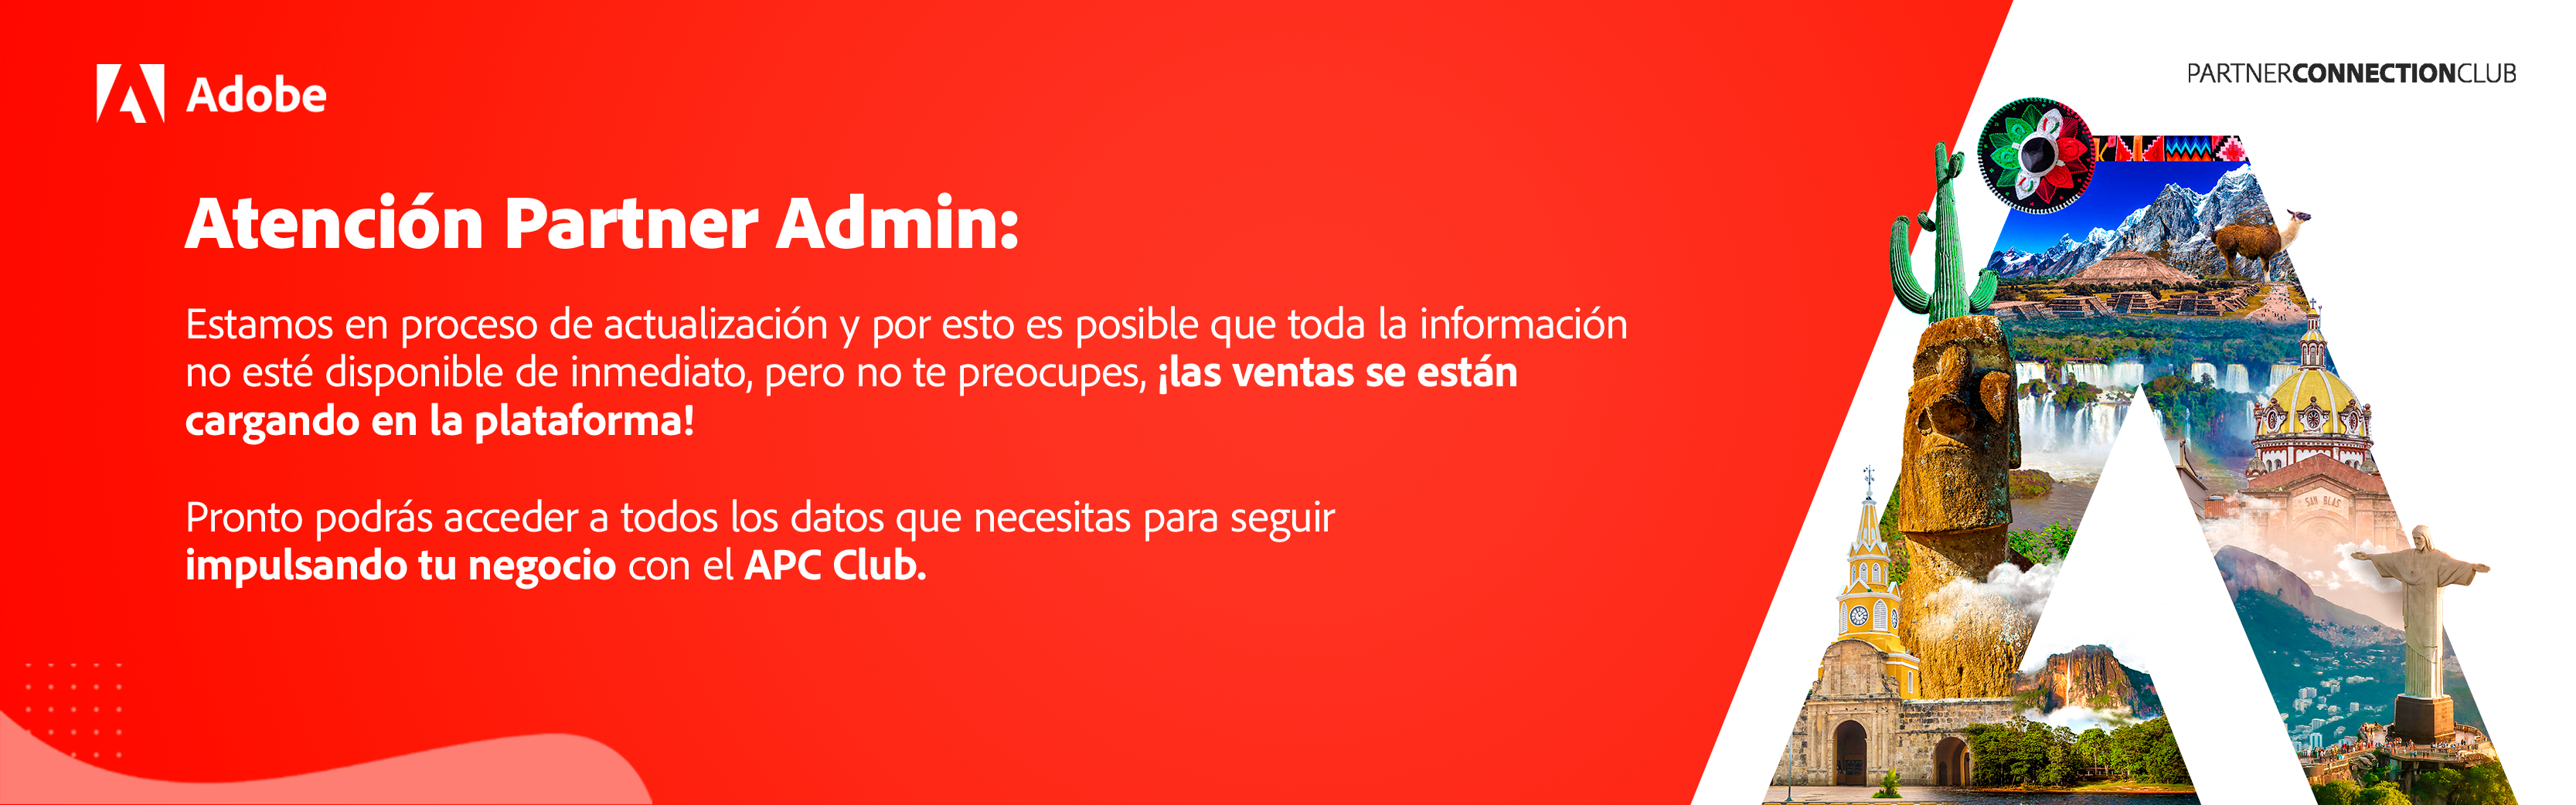 Adobe
PARTNERCONNECTIONCLUB
Atención Partner Admin:
Estamos en proceso de actualización y por esto es posible que toda la información
no esté disponible de inmediato, pero no te preocupes, ¡las ventas se están
cargando en la plataforma!
Pronto podrás acceder a todos los datos que necesitas para seguir
impulsando tu negocio con el APC Club.
SAN BLAS